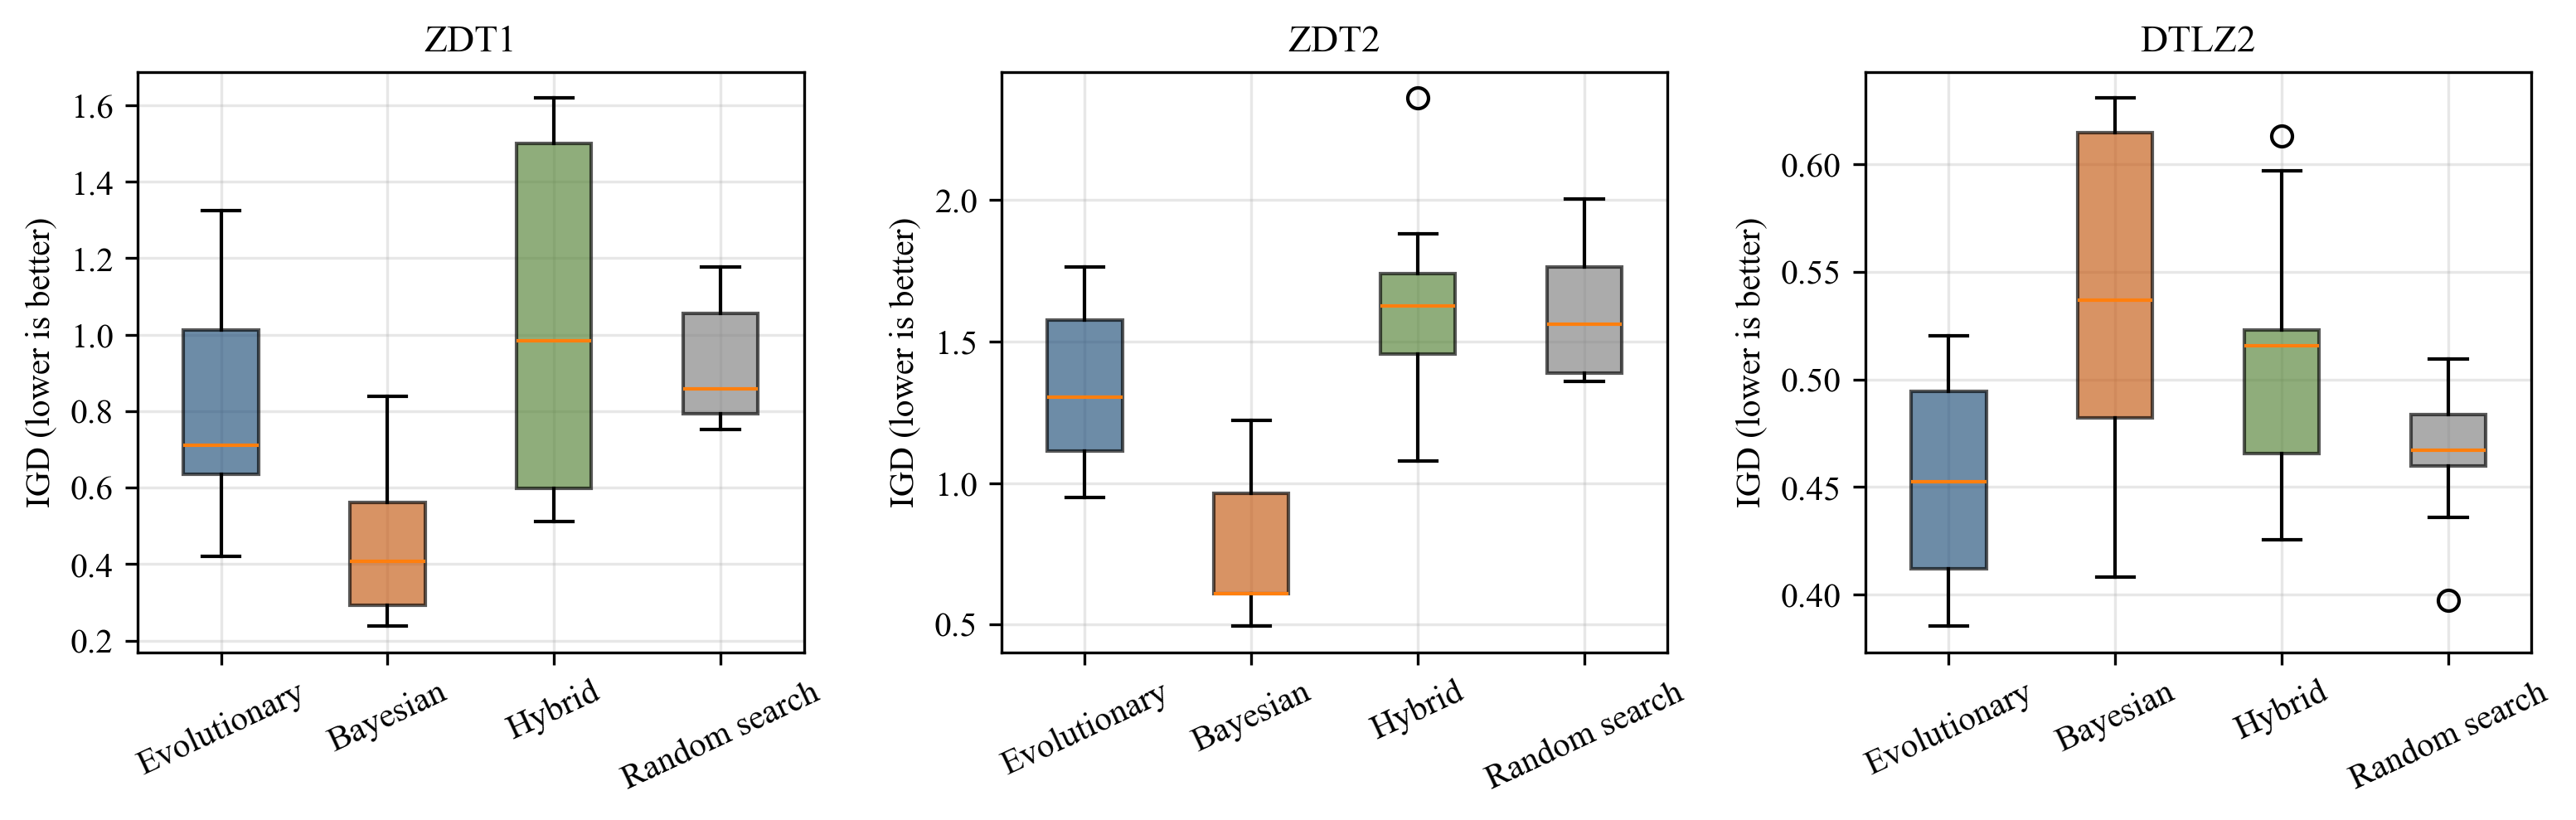 ZDT1
IGD (lower is better)
1.6
1.4
1.2
1.0
0.8
0.6
0.4
0.2
Evolutionary
Bayesian
Hybrid
Random search
ZDT2
IGD (lower is better)
2.0
1.5
1.0
0.5
Evolutionary
Bayesian
Hybrid
Random search
DTLZ2
IGD (lower is better)
0.60
0.55
0.50
0.45
0.40
Evolutionary
Bayesian
Hybrid
Random search